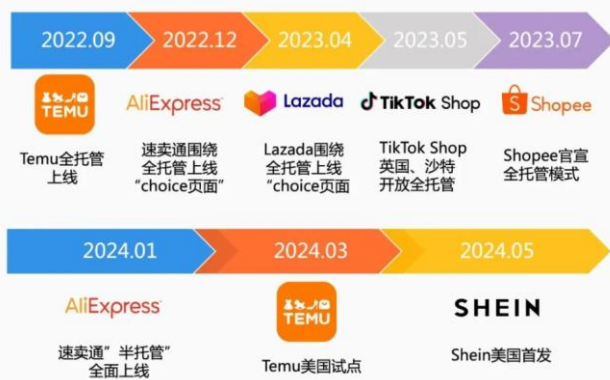 2022.09
2022.12
2023.04
2023.05
2023.07
TEMU
AliExpress
Lazada
TikTok Shop
Shopee
Temu全托管
上线
速卖通围绕
全托管上线
“choice页面”
Lazada围绕
全托管上线
“choice页面
TikTok Shop
英国、沙特
开放全托管
Shopee官宣
全托管模式
2024.01
2024.03
2024.05
AliExpress
TEMU
SHEIN
速卖通”半托管”
全面上线
Temu美国试点
Shein美国首发